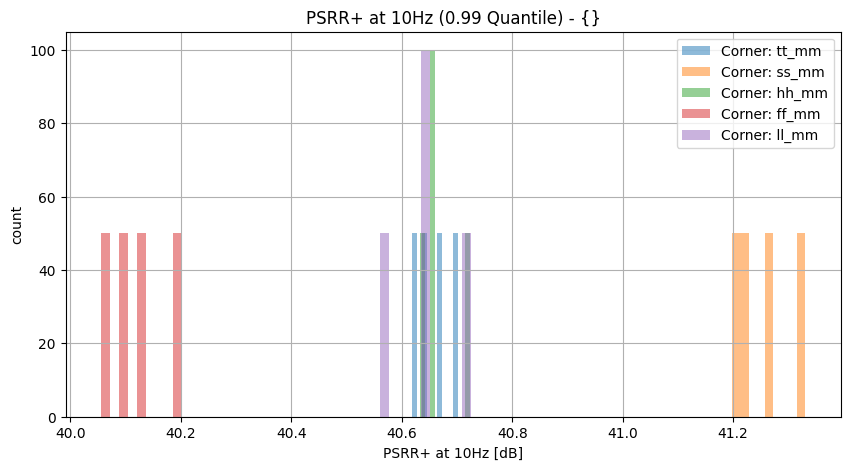 PSRR+ at 10Hz (0.99 Quantile) - {}
count
100
80
60
40
20
0
40.0 40.2 40.4 40.6 40.8 41.0 41.2
PSRR+ at 10Hz [dB]
Corner: tt_mm
Corner: ss_mm
Corner: hh_mm
Corner: ff_mm
Corner: ll_mm